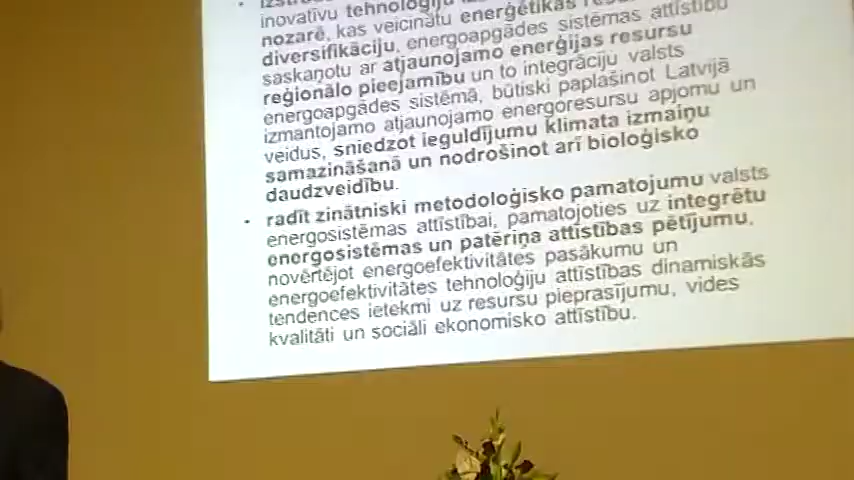 inovatīvu tehnoloģiju
nozarē, kas veicinātu enerģētikas
diversifikāciju, energoapgādes sistēmas attīstību
saskaņotu ar atjaunojamo enerģijas resursu
reģionālo pieejamību un to integrāciju valsts
energoapgādes sistēmā, būtiski paplašinot Latvijā
izmantojamo atjaunojamo energoresursu apjomu un
veidus, sniedzot ieguldījumu klimata izmaiņu
samazināšanā un nodrošinot arī bioloģisko
daudzveidību.
• radīt zinātniski metodoloģisko pamatojumu valsts
energosistēmas attīstībai, pamatojoties uz integrētu
energosistēmas un patēriņa attīstības pētījumu,
novērtējot energoefektivitātes pasākumu un
energoefektivitātes tehnoloģiju attīstības dinamiskās
tendences ietekmi uz resursu pieprasījumu, vides
kvalitāti un sociāli ekonomisko attīstību.